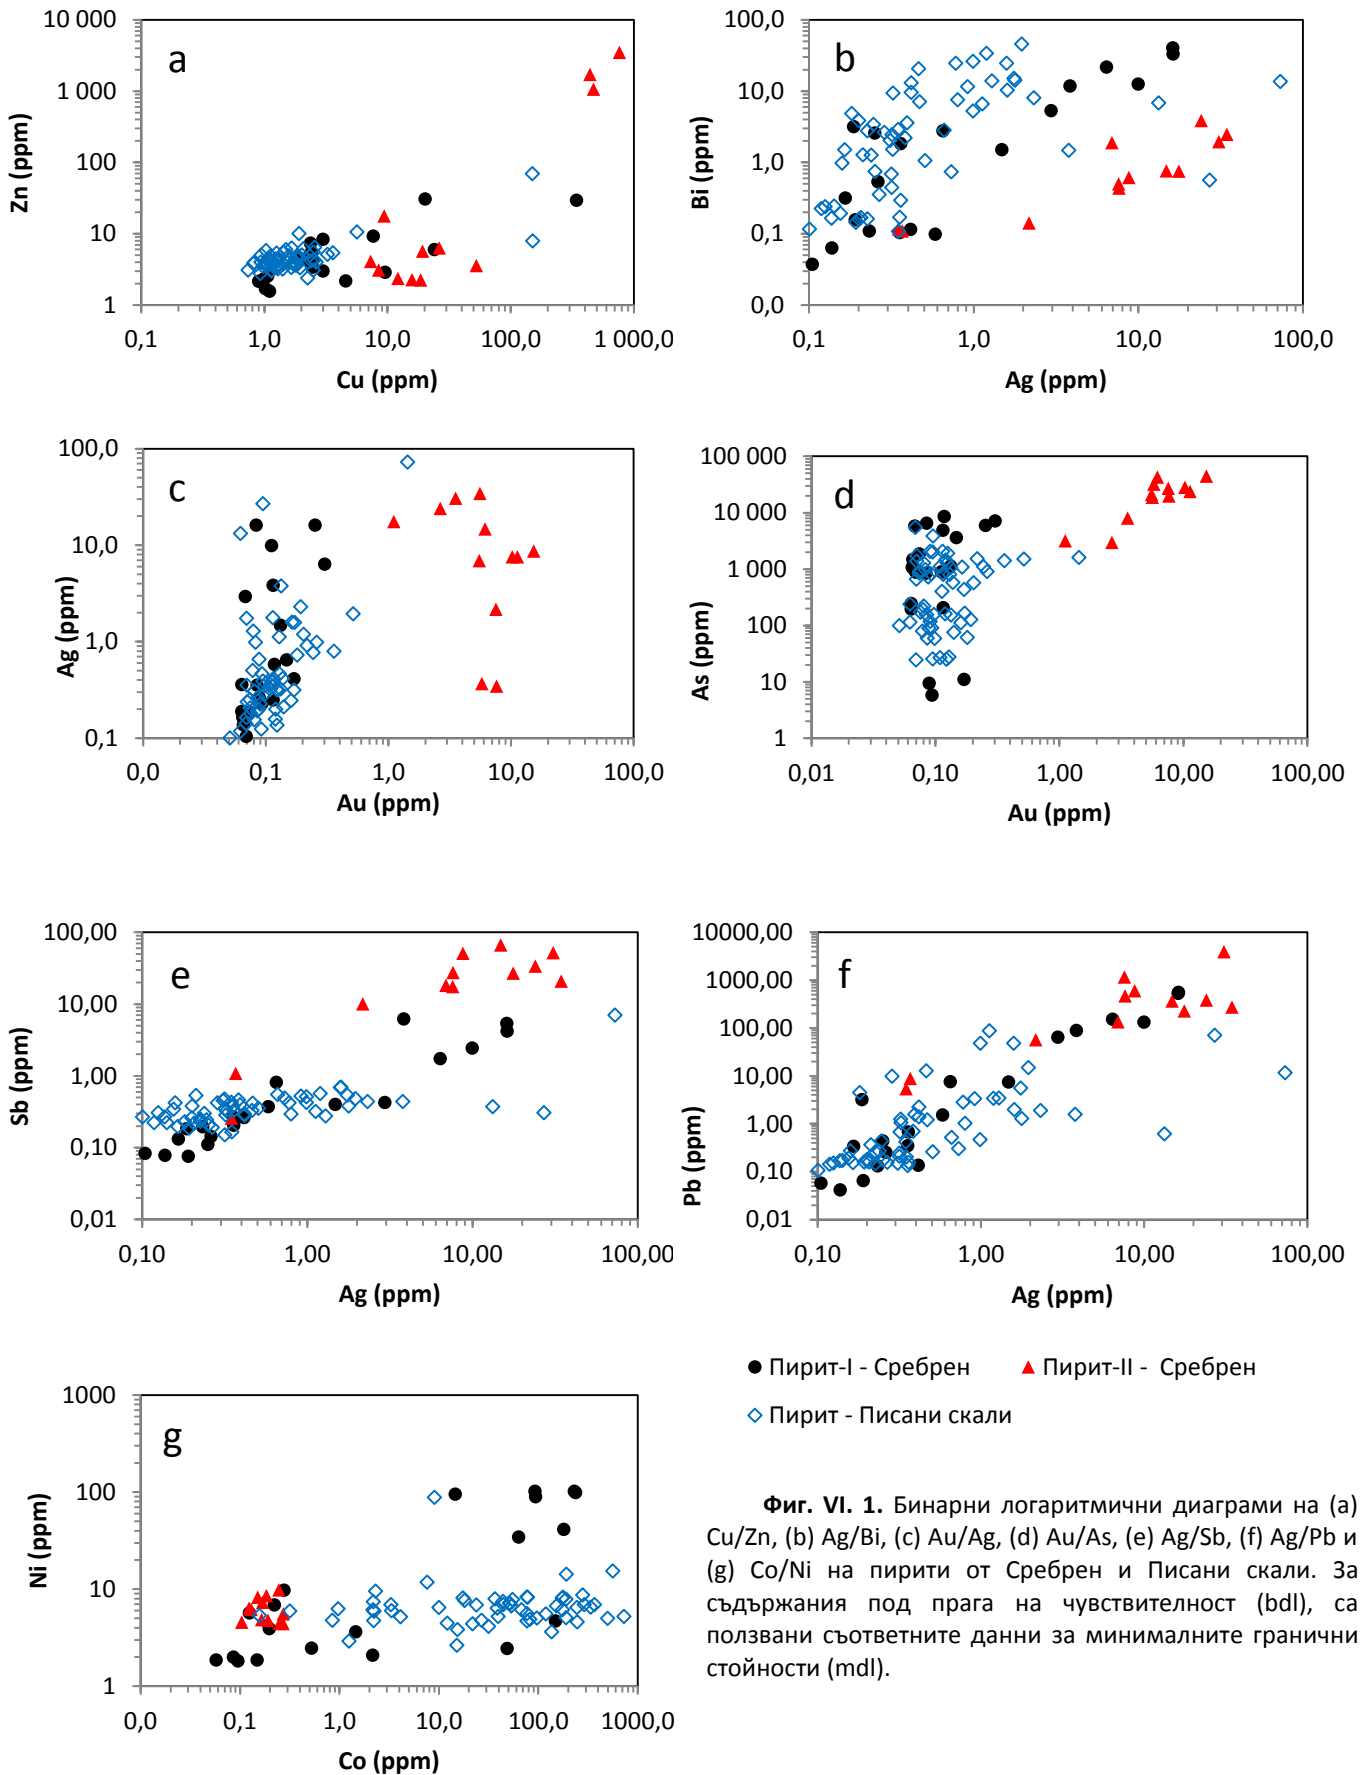 a
10 000
1 000
100
10
1
Zn (ppm)
0,1
1,0
10,0
100,0
1 000,0
Cu (ppm)
b
100,0
10,0
1,0
0,1
0,0
Bi (ppm)
0,1
1,0
10,0
100,0
Ag (ppm)
c
100,0
10,0
1,0
0,1
Ag (ppm)
0,0
0,1
1,0
10,0
100,0
Au (ppm)
d
100 000
10 000
1 000
100
10
1
As (ppm)
0,01
0,10
1,00
10,00
100,00
Au (ppm)
e
100,00
10,00
1,00
0,10
0,01
Sb (ppm)
0,10
1,00
10,00
100,00
Ag (ppm)
f
10000,00
1000,00
100,00
10,00
1,00
0,10
0,01
Pb (ppm)
0,10
1,00
10,00
100,00
Ag (ppm)
g
1000
100
10
1
Ni (ppm)
0,0
0,1
1,0
10,0
100,0
1000,0
Co (ppm)
Пирит-I - Сребрен
Пирит-II - Сребрен
Пирит - Писани скали
Фиг. VI. 1. Бинарни логаритмични диаграми на (a)
Cu/Zn, (b) Ag/Bi, (c) Au/Ag, (d) Au/As, (e) Ag/Sb, (f) Ag/Pb и
(g) Co/Ni на пирити от Сребрен и Писани скали. За
съдържания под прага на чувствителност (bdl), са
ползвани съответните данни за минималните гранични
стойности (mdl).